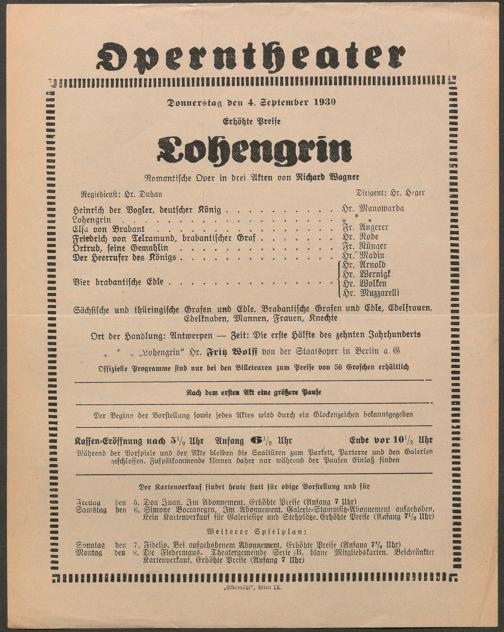 Operntheater
Donnerstag den 4. September 1930
Erhöhte Preise
Lohengrin
Romantische Oper in drei Akten von Richard Wagner
Regiedienst: Hr. Duhan Dirigent: Hr. Heger
Heinrich der Vogler, deutscher König . . . . . . . . . . Hr. Manowarda
Lohengrin . . . . . . . . . . * * *
Elsa von Brabant . . . . . . . . . . Fr. Angerer
Friedrich von Telramund, brabantischer Graf . . . . . . . . . . Hr. Rode
Ortrud, seine Gemahlin . . . . . . . . . . Fr. Rünger
Der Heerrufer des Königs . . . . . . . . . . Hr. Madin
Vier brabantische Edle . . . . . . . . . . Hr. Arnold
Hr. Wernigk
Hr. Wolken
Hr. Muzzarelli
Sächsische und thüringische Grafen und Edle, Brabantische Grafen und Edle, Edelfrauen,
Edelknaben, Mannen, Frauen, Knechte
Ort der Handlung: Antwerpen — Zeit: Die erste Hälfte des zehnten Jahrhunderts
* * * „Lohengrin" Hr. Fritz Wolff von der Staatsoper in Berlin a. G.
Offizielle Programme sind nur bei den Billeteuren zum Preise von 50 Groschen erhältlich
Nach dem ersten Akt eine größere Pause
Der Beginn der Vorstellung sowie jedes Aktes wird durch ein Glockenzeichen bekanntgegeben
Kassen-Eröffnung nach 5½ Uhr Anfang 6½ Uhr Ende vor 10½ Uhr
Während der Vorspiele und der Akte bleiben die Saaltüren zum Parkett, Parterre und den Galerien
geschlossen. Zuspätkommende können daher nur während der Pausen Einlaß finden
Der Kartenverkauf findet heute statt für obige Vorstellung und für
Freitag den 5. Don Juan. Im Abonnement. Erhöhte Preise (Anfang 7 Uhr)
Samstag den 6. Simone Boccanegra. Im Abonnement. Galerie-Stammsitz-Abonnement aufgehoben.
Kein Kartenverkauf für Galeriesitze und Stehplätze. Erhöhte Preise (Anfang 7½ Uhr)
Weiterer Spielplan:
Sonntag den 7. Fidelio. Bei aufgehobenem Abonnement. Erhöhte Preise (Anfang 7½ Uhr)
Montag den 8. Die Fledermaus. Theatergemeinde Serie B, blaue Mitgliedskarten. Beschränkter
Kartenverkauf. Erhöhte Preise (Anfang 7 Uhr)
„Elbemühl", Wien IX.